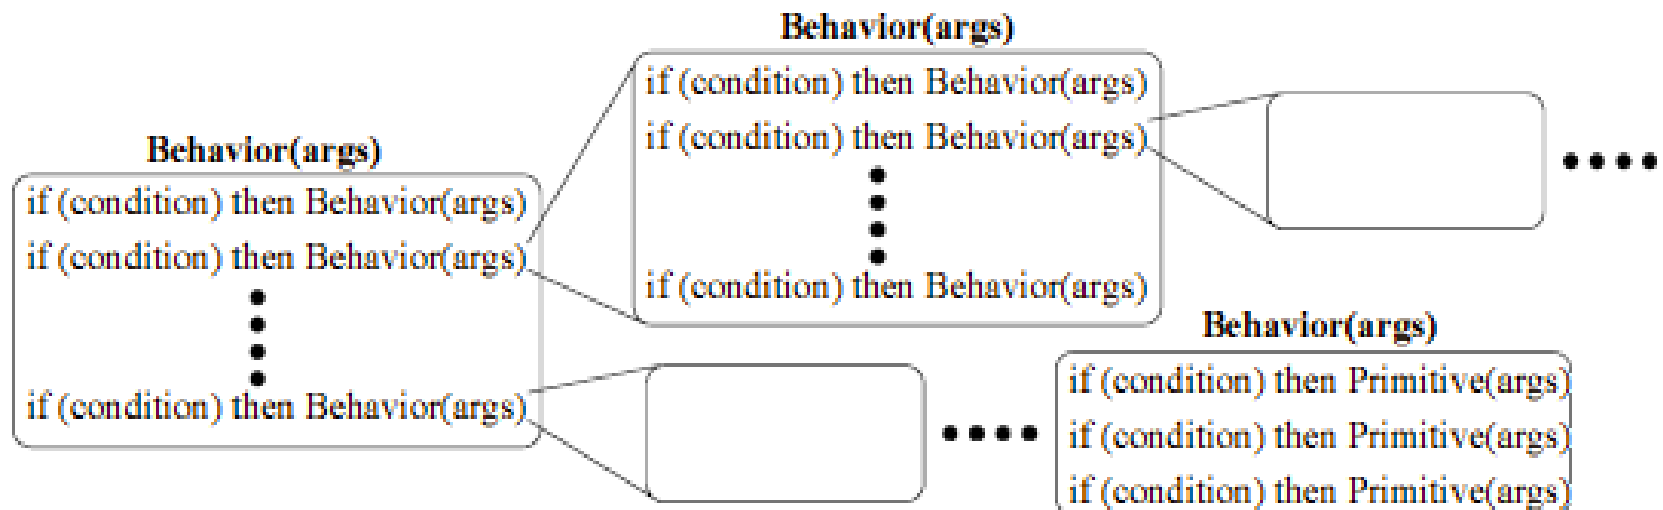 Behavior(args)
if (condition) then Behavior(args)
if (condition) then Behavior(args)
if (condition) then Behavior(args)
Behavior(args)
if (condition) then Behavior(args)
if (condition) then Behavior(args)
if (condition) then Behavior(args)
Behavior(args)
if (condition) then Primitive(args)
if (condition) then Primitive(args)
if (condition) then Primitive(args)